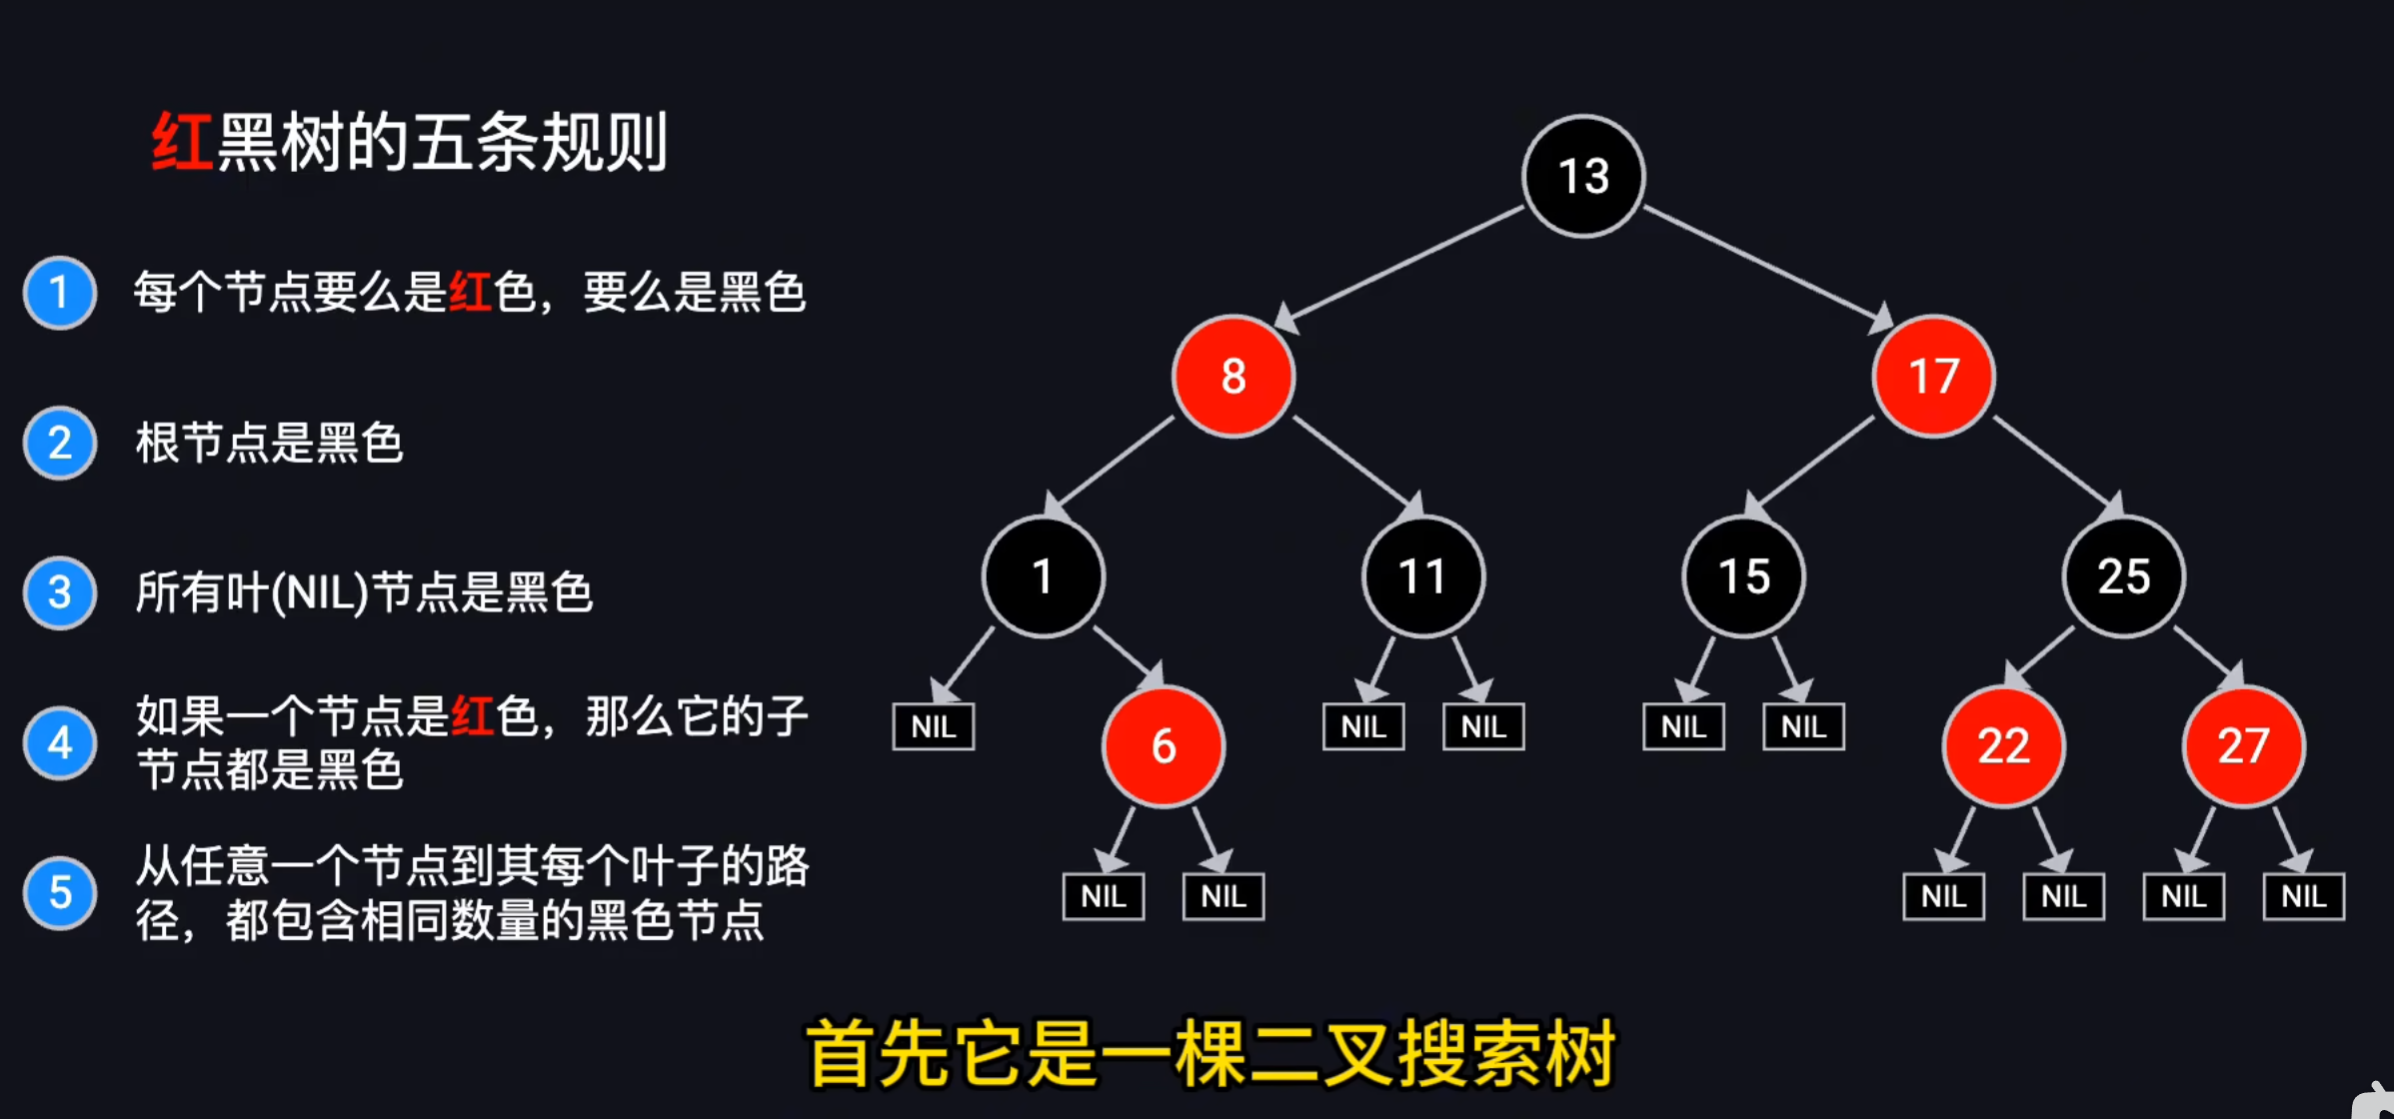 红黑树的五条规则
1 每个节点要么是红色，要么是黑色
2 根节点是黑色
3 所有叶(NIL)节点是黑色
4 如果一个节点是红色，那么它的子
节点都是黑色
5 从任意一个节点到其每个叶子的路
径，都包含相同数量的黑色节点
13
8 17
1 11 15 25
NIL 6 NIL NIL NIL NIL 22 27
NIL NIL NIL NIL NIL NIL
首先它是一棵二叉搜索树